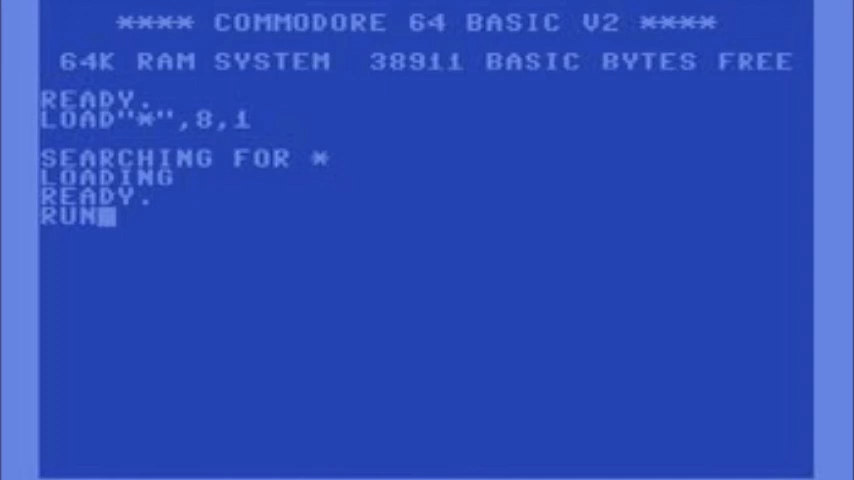 **** COMMODORE 64 BASIC V2 ****
64K RAM SYSTEM  38911 BASIC BYTES FREE
READY.
LOAD"*",8,1
SEARCHING FOR *
LOADING
READY.
RUN